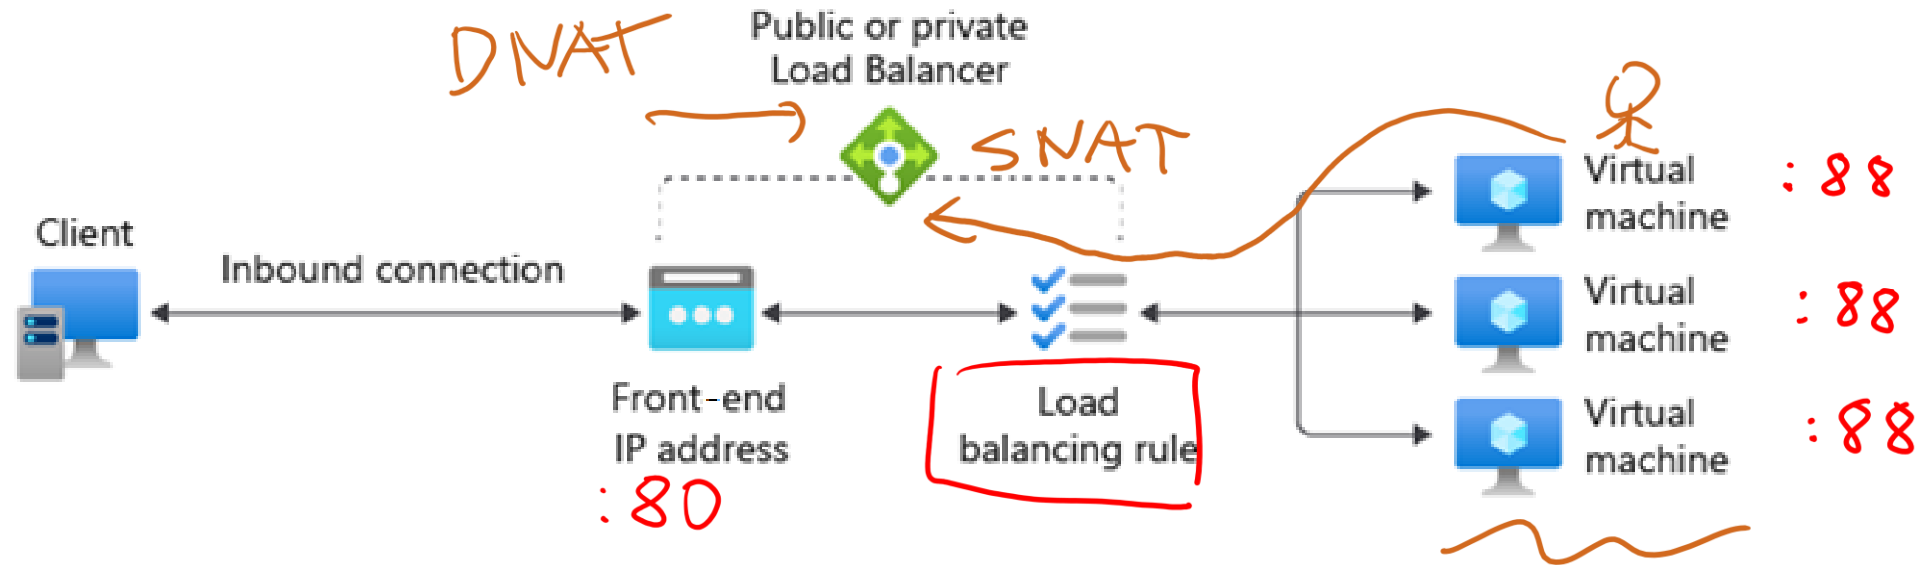 DNAT
Public or private
Load Balancer
SNAT
Client
Inbound connection
Front-end
IP address
:80
Load
balancing rule
Virtual
machine
:88
Virtual
machine
:88
Virtual
machine
:88